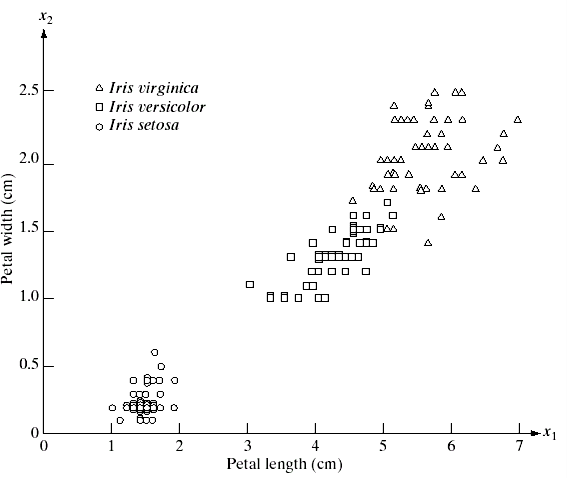 x2
2.5
Iris virginica
Iris versicolor
Iris setosa
2.0
Petal width (cm)
1.5
1.0
0.5
0
x1
0 1 2 3 4 5 6 7
Petal length (cm)